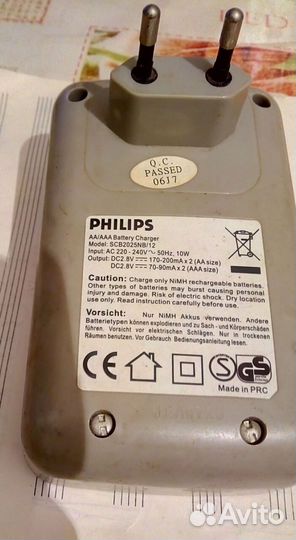 Q.C.
PASSED
0617
PHILIPS
AA/AAA Battery Charger
Model: SCB2025NB/12
Input: AC 220 - 240V ~ 50Hz, 10W
Output: DC2.8V ⎓ 170-200mA x 2 (AA size)
DC2.8V ⎓ 70-90mA x 2 (AAA size)
Caution: Charge only NiMH rechargeable batteries.
Other types of batteries may burst causing personal
injury and damage. Risk of electric shock. Dry location
use only. Read instruction carefully before use.
Vorsicht: Nur NiMH Akkus verwenden. Andere
Batterietypen können explodieren und zu Sach - und Körperschäden
führen. Vorsicht vor elektrischen Schlägen. Nur in trockenen
Räumen benutzen. Vor dem Einsatz, Bedienungsanleitung lesen.
CE
S GS
Made in PRC
Avito